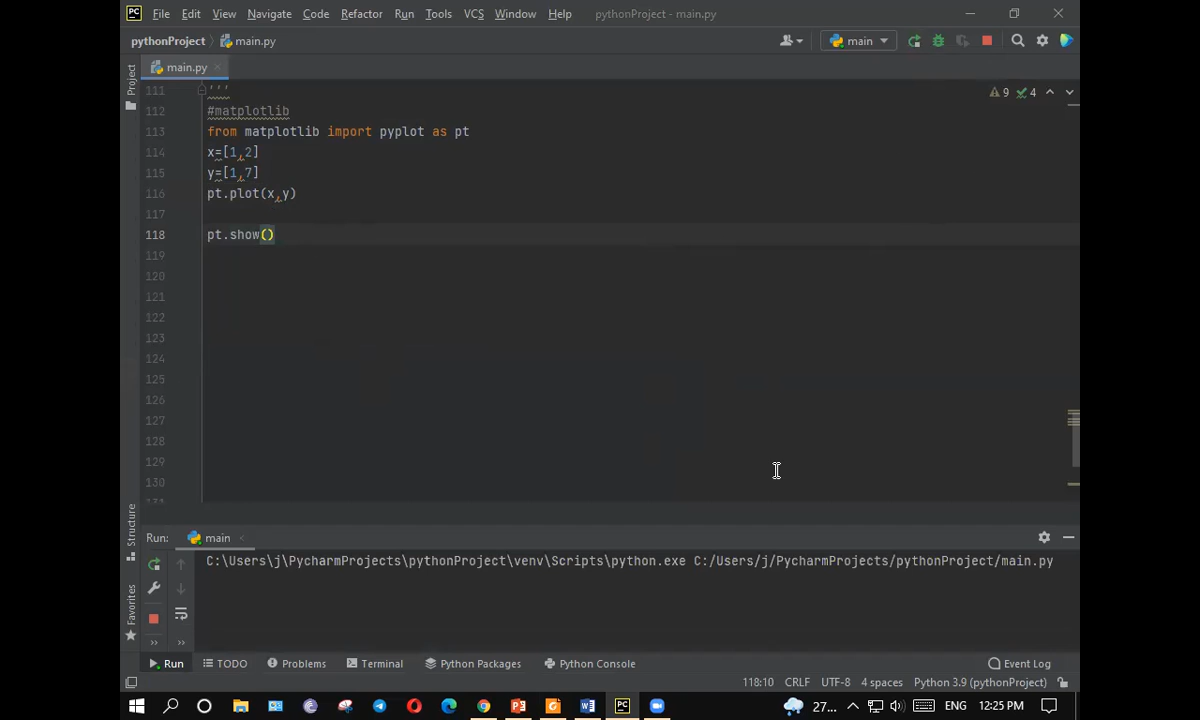 File Edit View Navigate Code Refactor Run Tools VCS Window Help pythonProject - main.py
pythonProject main.py main
Project
main.py
111 '''
112 #matplotlib
113 from matplotlib import pyplot as pt
114 x=[1,2]
115 y=[1,7]
116 pt.plot(x,y)
117
118 pt.show()
119
120
121
122
123
124
125
126
127
128
129
130
9 4
Structure
Favorites
Run: main
C:\Users\j\PycharmProjects\pythonProject\venv\Scripts\python.exe C:/Users/j/PycharmProjects/pythonProject/main.py
Run TODO Problems Terminal Python Packages Python Console Event Log
118:10 CRLF UTF-8 4 spaces Python 3.9 (pythonProject)
27... ENG 12:25 PM